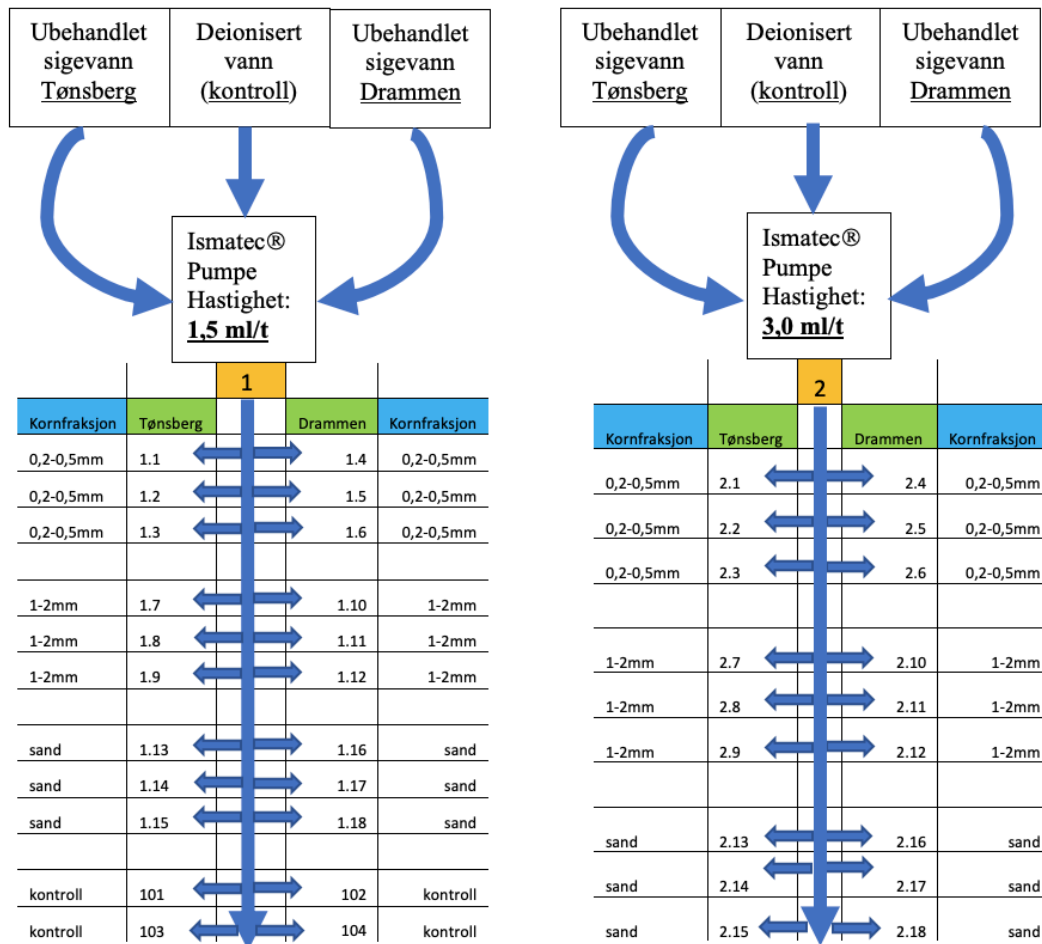 Ubehandlet
sigevann
Tønsberg
Deionisert
vann
(kontroll)
Ubehandlet
sigevann
Drammen
Ismatec®
Pumpe
Hastighet:
1,5 ml/t
1
Kornfraksjon Tønsberg Drammen Kornfraksjon
0,2-0,5mm 1.1 1.4 0,2-0,5mm
0,2-0,5mm 1.2 1.5 0,2-0,5mm
0,2-0,5mm 1.3 1.6 0,2-0,5mm
1-2mm 1.7 1.10 1-2mm
1-2mm 1.8 1.11 1-2mm
1-2mm 1.9 1.12 1-2mm
sand 1.13 1.16 sand
sand 1.14 1.17 sand
sand 1.15 1.18 sand
kontroll 101 102 kontroll
kontroll 103 104 kontroll
Ubehandlet
sigevann
Tønsberg
Deionisert
vann
(kontroll)
Ubehandlet
sigevann
Drammen
Ismatec®
Pumpe
Hastighet:
3,0 ml/t
2
Kornfraksjon Tønsberg Drammen Kornfraksjon
0,2-0,5mm 2.1 2.4 0,2-0,5mm
0,2-0,5mm 2.2 2.5 0,2-0,5mm
0,2-0,5mm 2.3 2.6 0,2-0,5mm
1-2mm 2.7 2.10 1-2mm
1-2mm 2.8 2.11 1-2mm
1-2mm 2.9 2.12 1-2mm
sand 2.13 2.16 sand
sand 2.14 2.17 sand
sand 2.15 2.18 sand